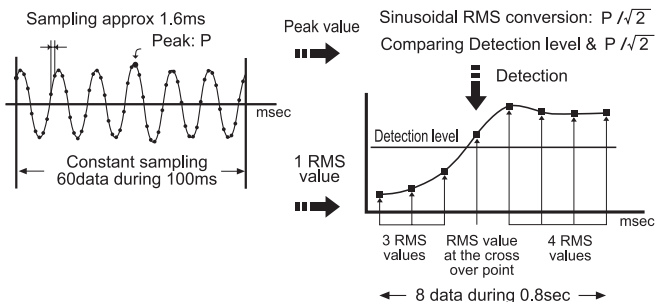 Sampling approx 1.6ms
Peak: P
msec
Constant sampling
60data during 100ms
Peak value
1 RMS
value
Sinusoidal RMS conversion: P/√2
Comparing Detection level & P/√2
Detection
Detection level
msec
3 RMS
values
RMS value
at the cross
over point
4 RMS
values
8 data during 0.8sec